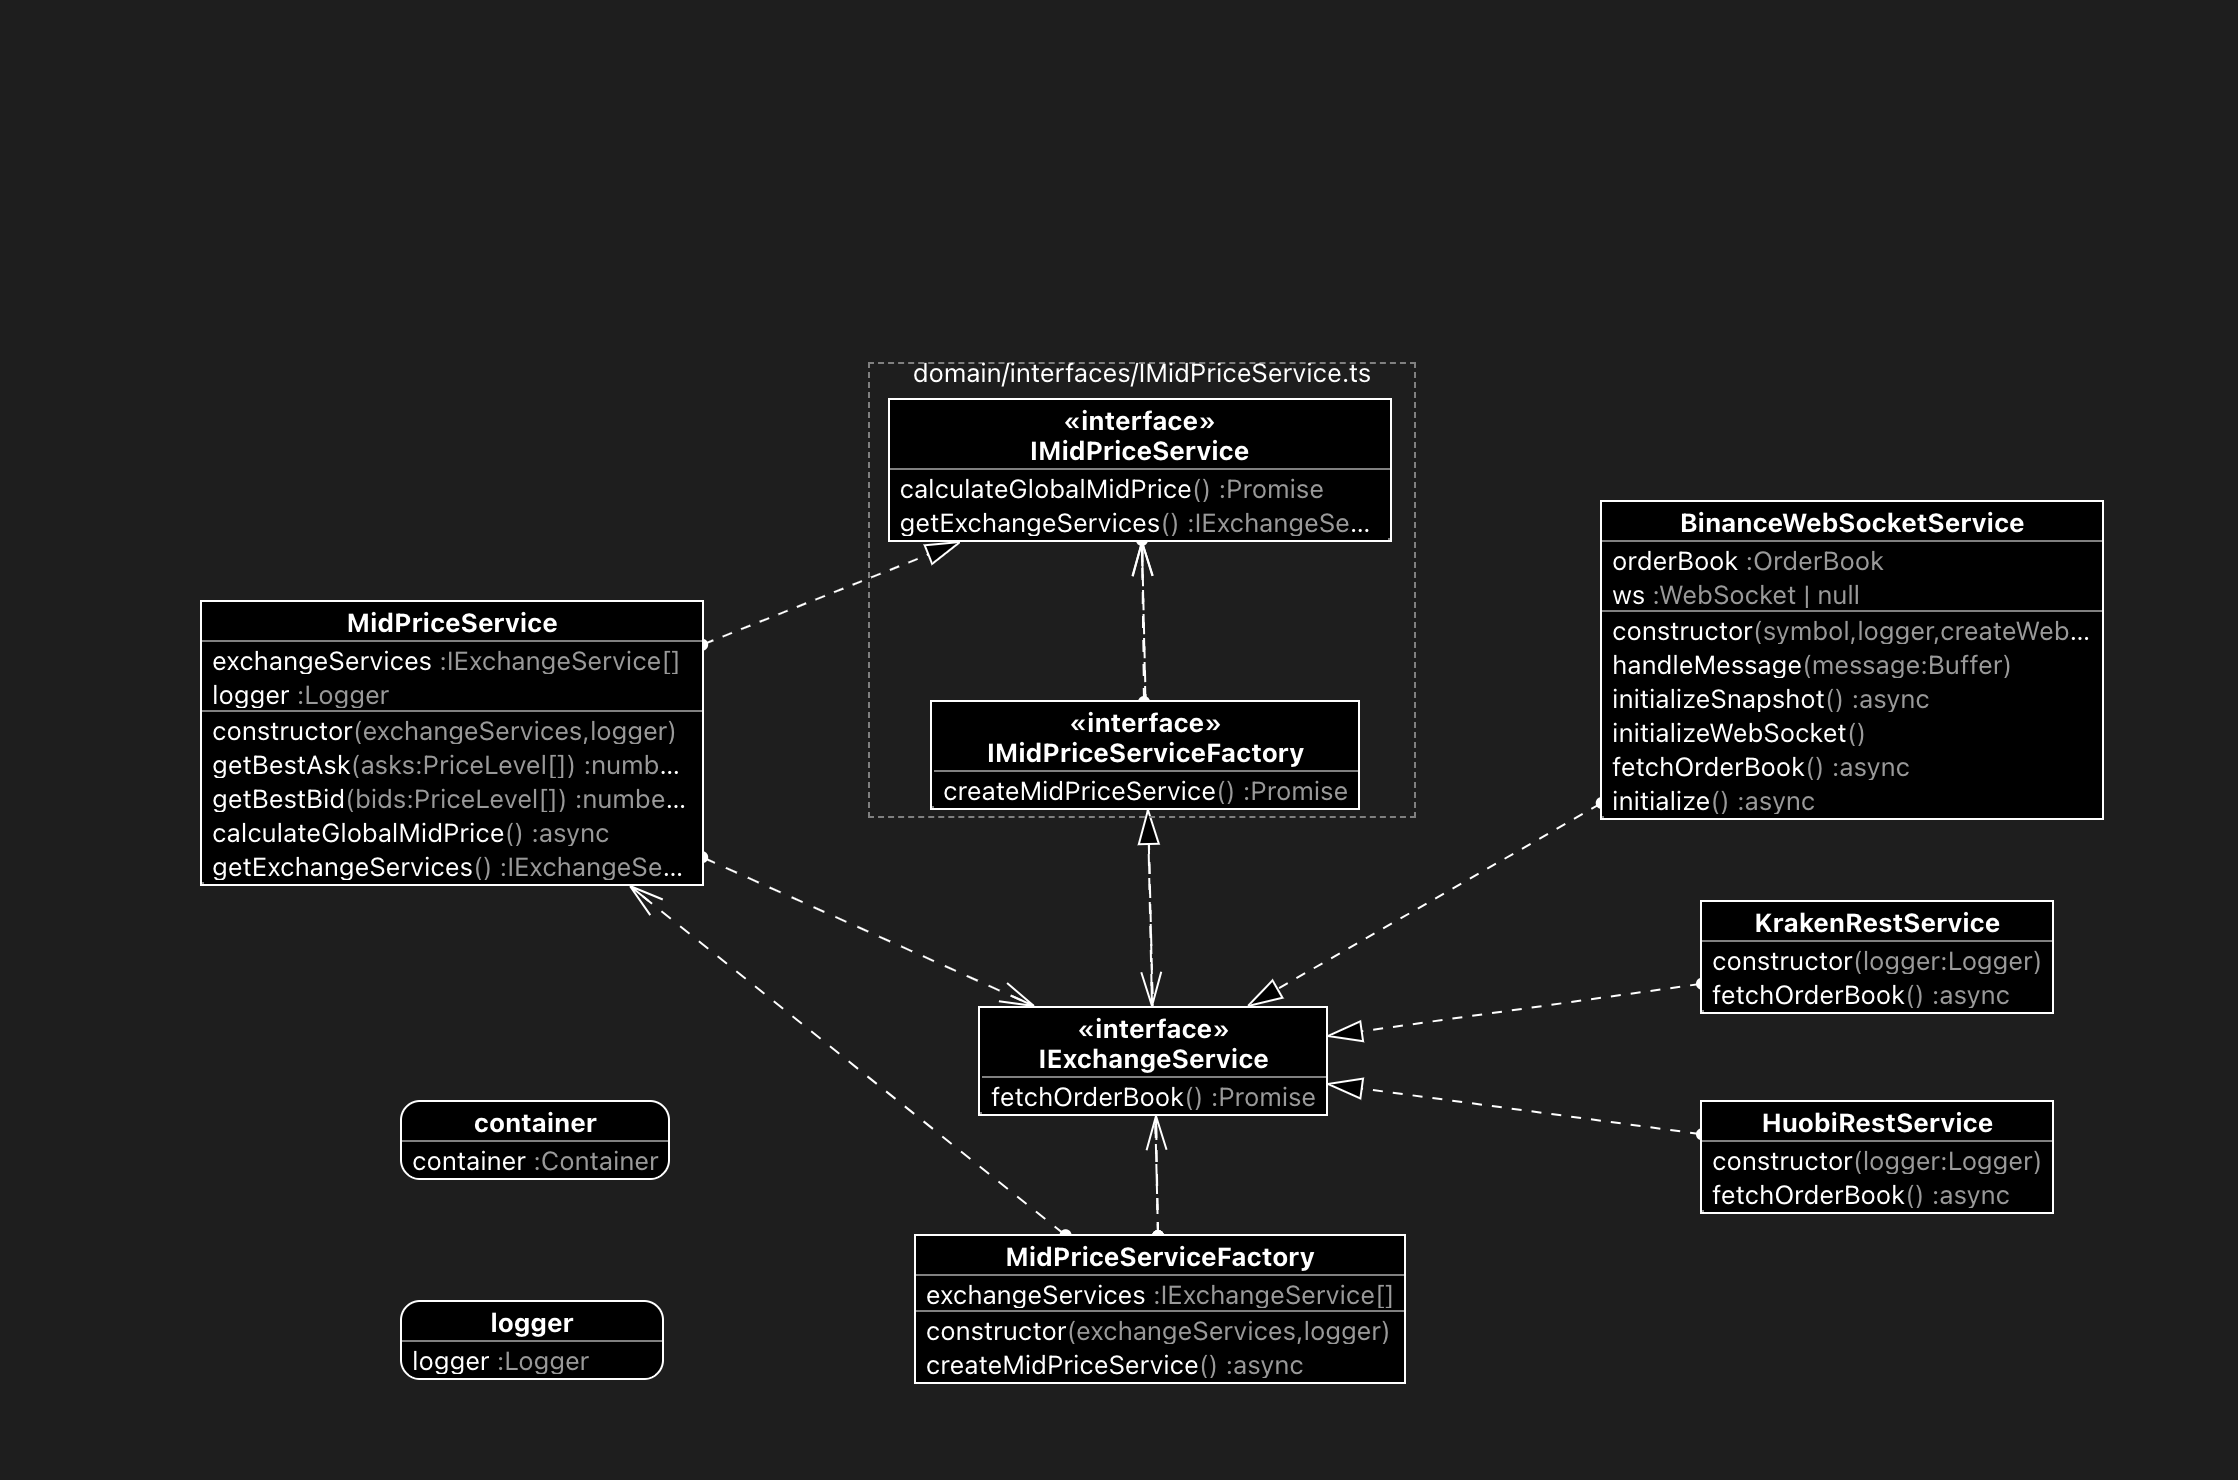 domain/interfaces/IMidPriceService.ts
«interface»
IMidPriceService
calculateGlobalMidPrice() :Promise
getExchangeServices() :IExchangeSe...
MidPriceService
exchangeServices :IExchangeService[]
logger :Logger
constructor(exchangeServices,logger)
getBestAsk(asks:PriceLevel[]) :numb...
getBestBid(bids:PriceLevel[]) :numbe...
calculateGlobalMidPrice() :async
getExchangeServices() :IExchangeSe...
«interface»
IMidPriceServiceFactory
createMidPriceService() :Promise
BinanceWebSocketService
orderBook :OrderBook
ws :WebSocket | null
constructor(symbol,logger,createWeb...
handleMessage(message:Buffer)
initializeSnapshot() :async
initializeWebSocket()
fetchOrderBook() :async
initialize() :async
KrakenRestService
constructor(logger:Logger)
fetchOrderBook() :async
«interface»
IExchangeService
fetchOrderBook() :Promise
HuobiRestService
constructor(logger:Logger)
fetchOrderBook() :async
container
container :Container
MidPriceServiceFactory
exchangeServices :IExchangeService[]
constructor(exchangeServices,logger)
createMidPriceService() :async
logger
logger :Logger